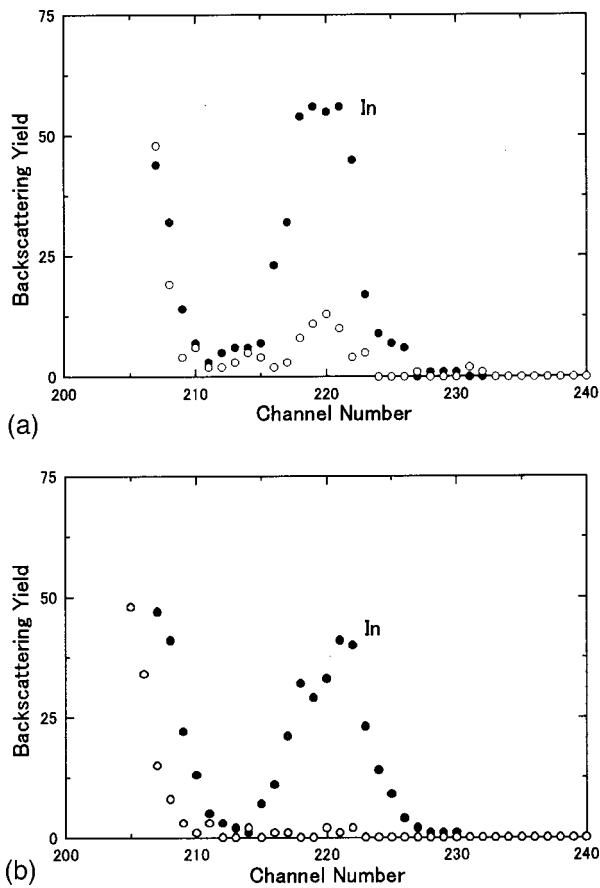 75
50
25
0
Backscattering Yield
In
200 210 220 230 240
Channel Number
(a)
75
50
25
0
Backscattering Yield
In
200 210 220 230 240
Channel Number
(b)